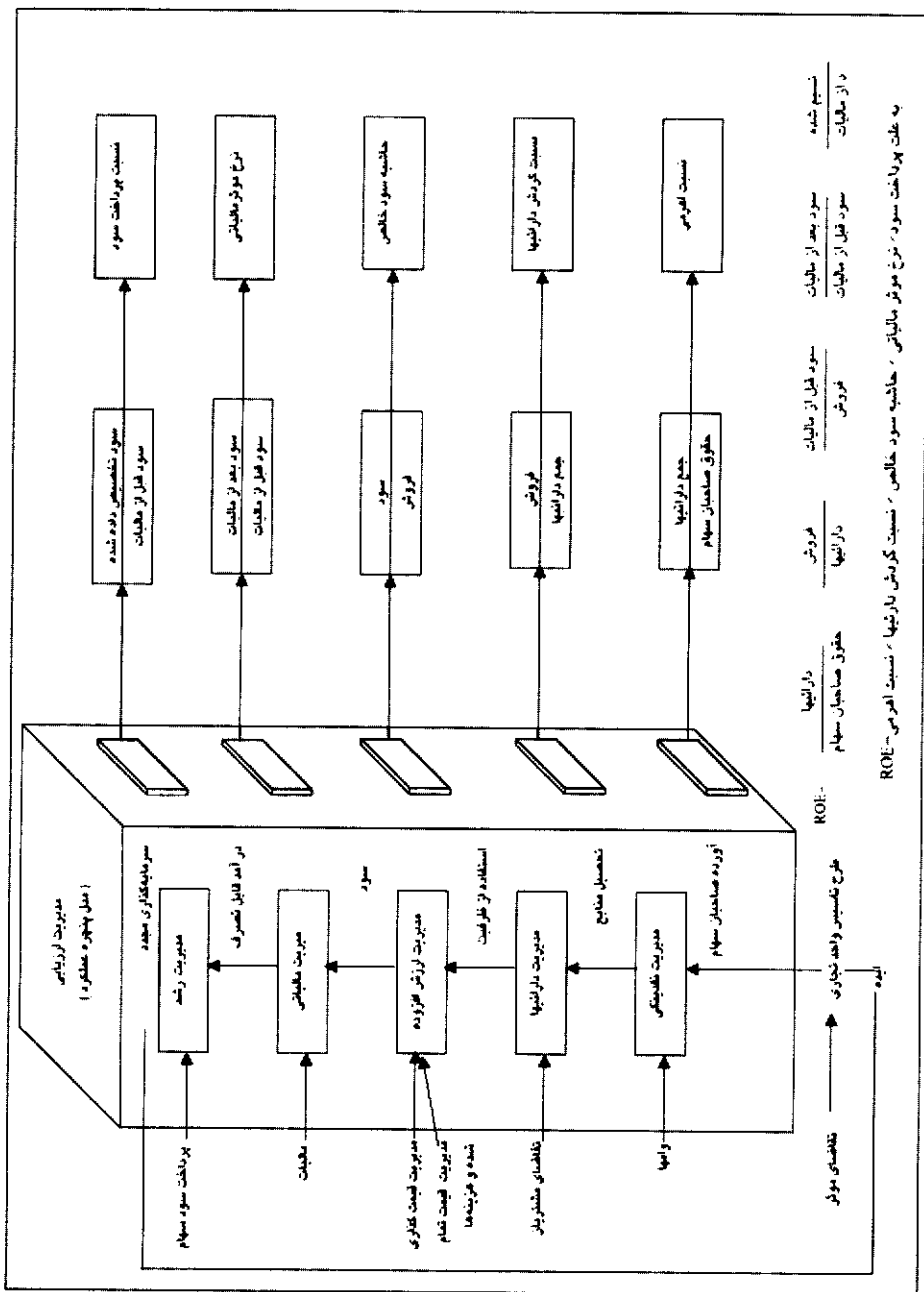 مدیریت ارزیابی
( مدل پنجره عملکرد )
سرمایه‌گذاری مجدد
پرداخت سود سهام
مدیریت رشد
سود تخصیص داده شده
سود قبل از مالیات
نسبت پرداخت سود
در آمد قابل تصرف
مالیات
مدیریت مالیاتی
سود بعد از مالیات
سود قبل از مالیات
نرخ موثر مالیاتی
سود
مدیریت قیمت گذاری
مدیریت قیمت تمام
شده و هزینه‌ها
مدیریت ارزش افزوده
سود
فروش
حاشیه سود خالص
استفاده از ظرفیت
تقاضای مشتریان
مدیریت دارائیها
فروش
جمع دارائیها
نسبت گردش دارائیها
تحصیل منابع
وامها
مدیریت نقدینگی
جمع دارائیها
حقوق صاحبان سهام
نسبت اهرمی
آورده صاحبان سهام
تقاضای موثر
طرح تاسیس واحد تجاری
ایده
ROE-
دارائیها
حقوق صاحبان سهام
فروش
دارائیها
سود قبل از مالیات
فروش
سود بعد از مالیات
سود قبل از مالیات
شده
از مالیات
به علت پرداخت سود، نرخ موثر مالیاتی ، حاشیه سود خالص ، نسبت گردش دارئیها ، نسبت اهرمی-ROE